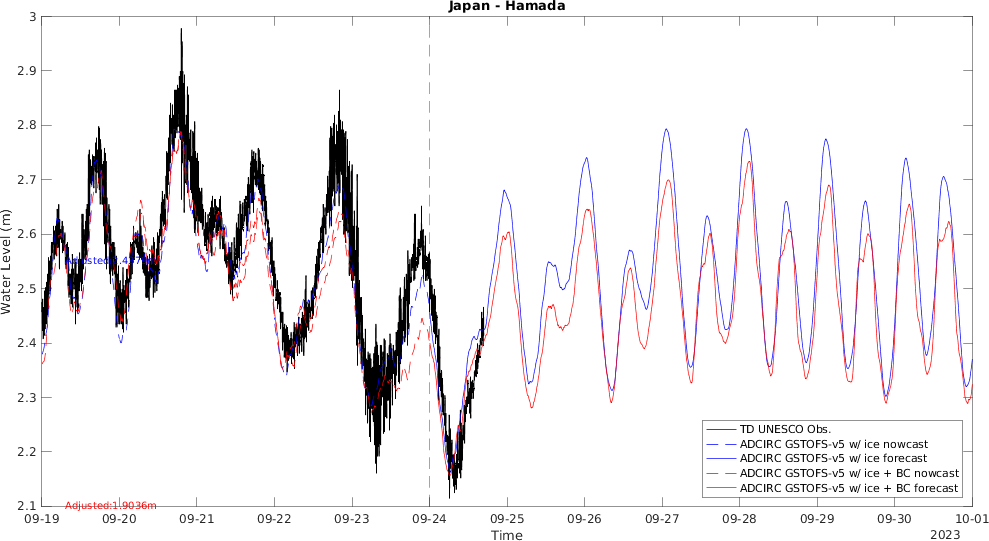 Japan - Hamada
Water Level (m)
3
2.9
2.8
2.7
2.6
2.5
2.4
2.3
2.2
2.1
Adjusted:1.9036m
TD UNESCO Obs.
ADCIRC GSTOFS-v5 w/ ice nowcast
ADCIRC GSTOFS-v5 w/ ice forecast
ADCIRC GSTOFS-v5 w/ ice + BC nowcast
ADCIRC GSTOFS-v5 w/ ice + BC forecast
09-19 09-20 09-21 09-22 09-23 09-24 09-25 09-26 09-27 09-28 09-29 09-30 10-01
Time
2023